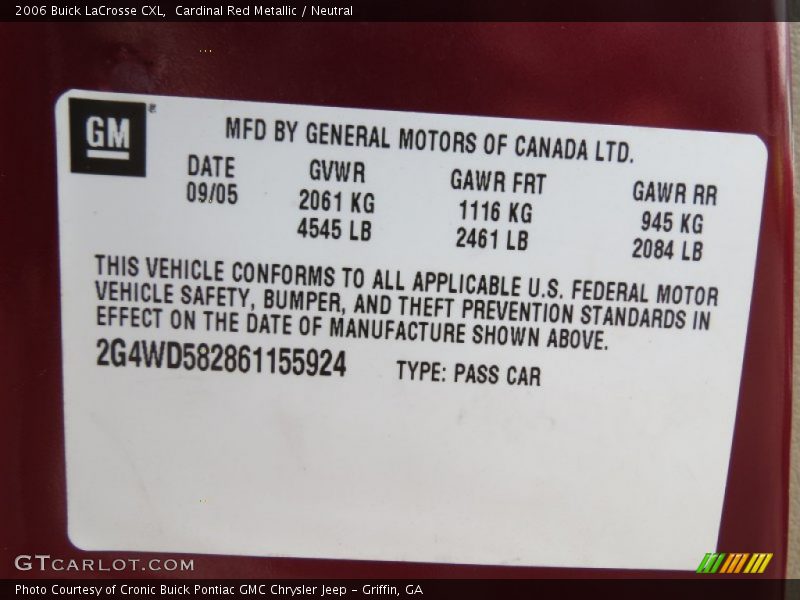 2006 Buick LaCrosse CXL,  Cardinal Red Metallic / Neutral
GM
MFD BY GENERAL MOTORS OF CANADA LTD.
DATE GVWR GAWR FRT GAWR RR
09/05 2061 KG 1116 KG 945 KG
4545 LB 2461 LB 2084 LB
THIS VEHICLE CONFORMS TO ALL APPLICABLE U.S. FEDERAL MOTOR
VEHICLE SAFETY, BUMPER, AND THEFT PREVENTION STANDARDS IN
EFFECT ON THE DATE OF MANUFACTURE SHOWN ABOVE.
2G4WD582861155924 TYPE: PASS CAR
GTCARLOT.COM
Photo Courtesy of Cronic Buick Pontiac GMC Chrysler Jeep - Griffin, GA